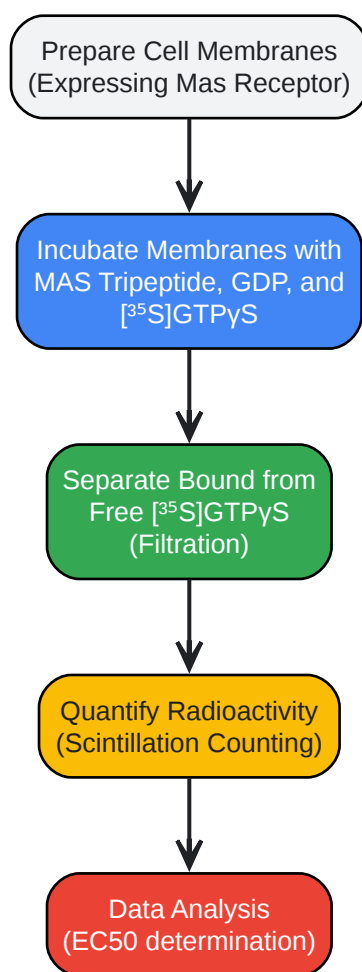 Prepare Cell Membranes
(Expressing Mas Receptor)
Incubate Membranes with
MAS Tripeptide, GDP, and
[³⁵S]GTPγS
Separate Bound from
Free [³⁵S]GTPγS
(Filtration)
Quantify Radioactivity
(Scintillation Counting)
Data Analysis
(EC50 determination)